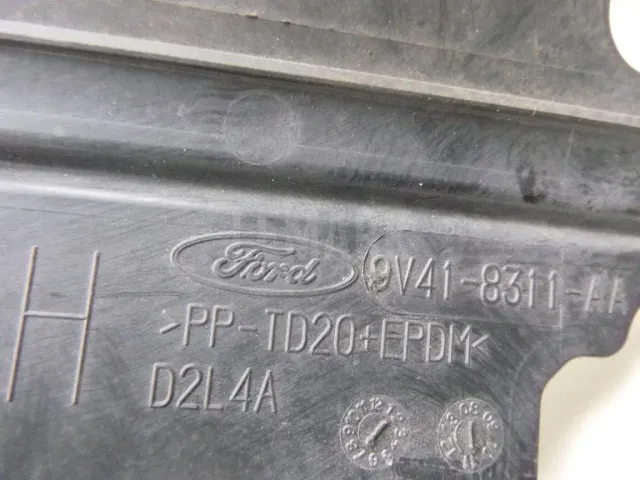 Ford 9V41-8311-AA
>PP-TD20+EPDM<
H D2L4A